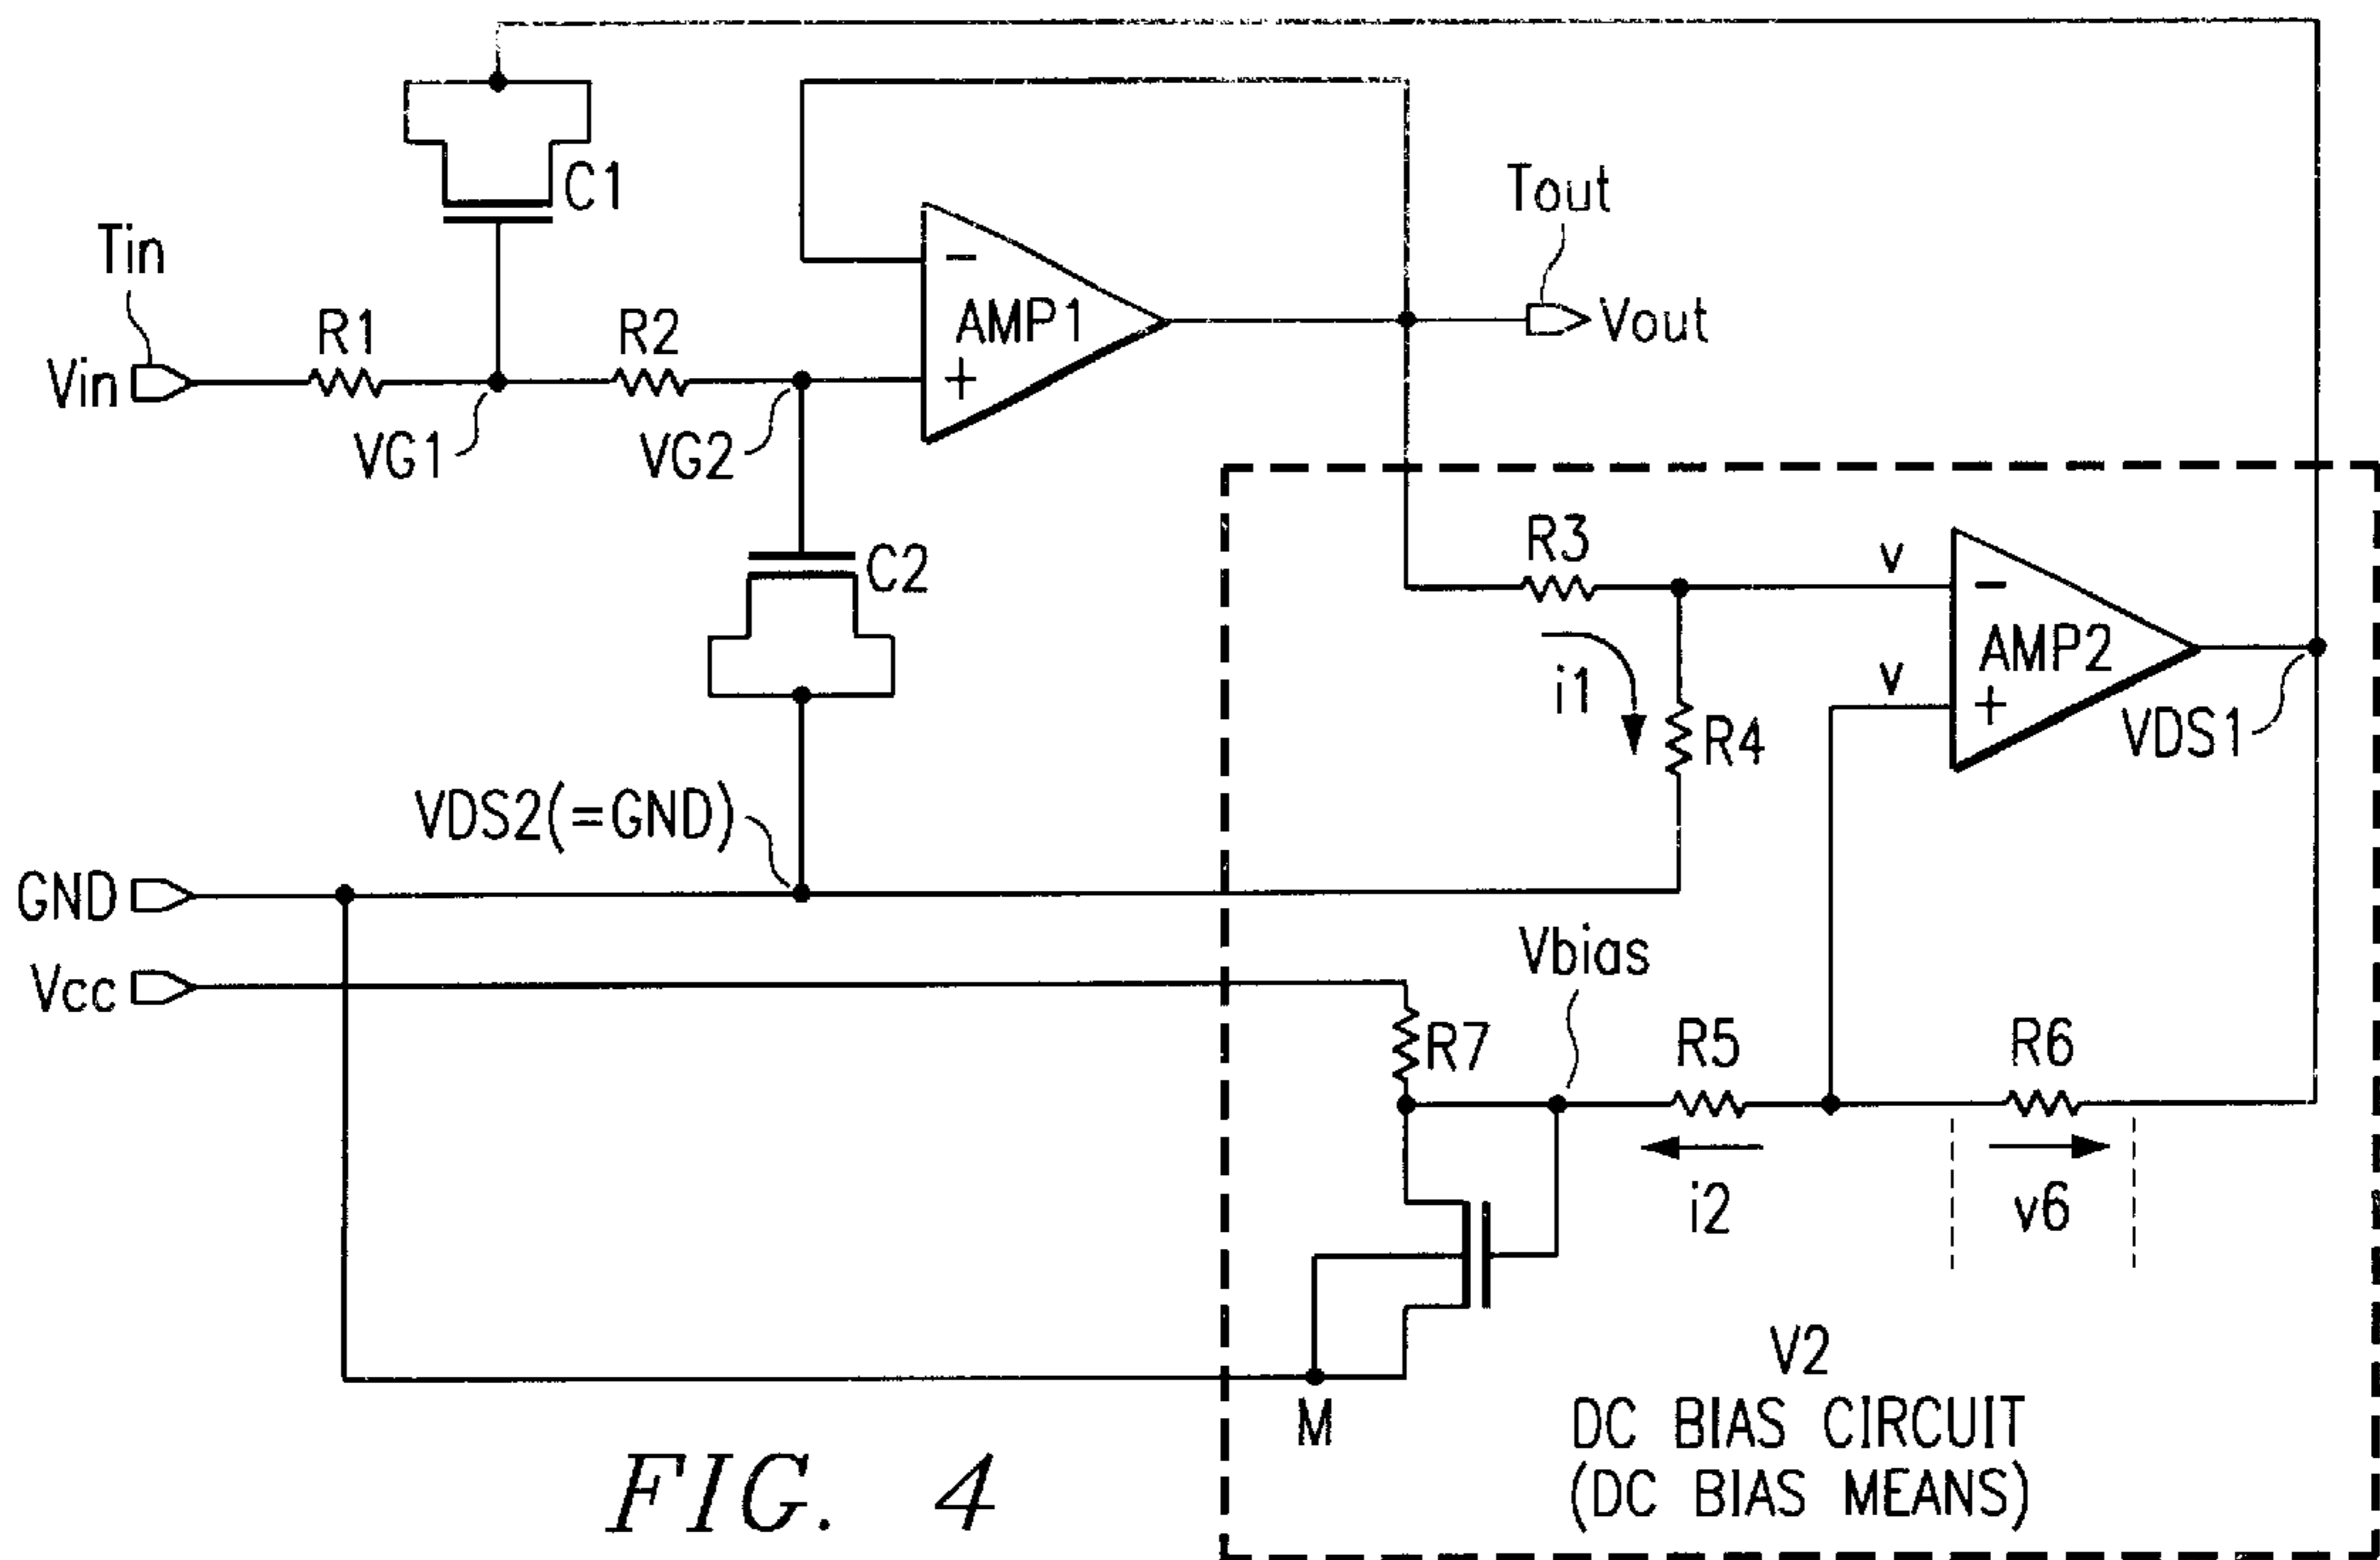 C1
Tin
Tout
R1
R2
-
AMP1
+
Vin
Vout
VG1
VG2
R3
v
-
C2
AMP2
i1
v
+
R4
VDS1
VDS2(=GND)
GND
Vbias
Vcc
R7
R5
R6
i2
v6
V2
M
DC BIAS CIRCUIT
(DC BIAS MEANS)
FIG. 4